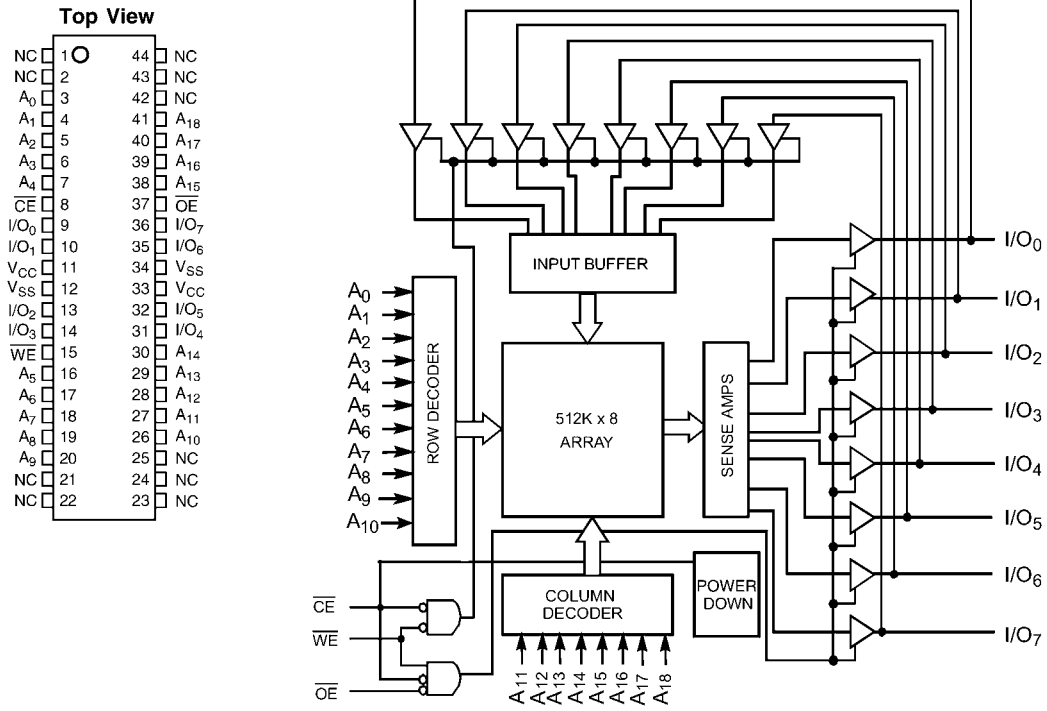 Top View
NC 1 44 NC
NC 2 43 NC
A0 3 42 NC
A1 4 41 A18
A2 5 40 A17
A3 6 39 A16
A4 7 38 A15
CE 8 37 OE
I/O0 9 36 I/O7
I/O1 10 35 I/O6
VCC 11 34 VSS
VSS 12 33 VCC
I/O2 13 32 I/O5
I/O3 14 31 I/O4
WE 15 30 A14
A5 16 29 A13
A6 17 28 A12
A7 18 27 A11
A8 19 26 A10
A9 20 25 NC
NC 21 24 NC
NC 22 23 NC
INPUT BUFFER
A0
A1
A2
A3
A4
A5
A6
A7
A8
A9
A10
ROW DECODER
512K x 8
ARRAY
SENSE AMPS
I/O0
I/O1
I/O2
I/O3
I/O4
I/O5
I/O6
I/O7
COLUMN
DECODER
POWER
DOWN
CE
WE
OE
A11
A12
A13
A14
A15
A16
A17
A18